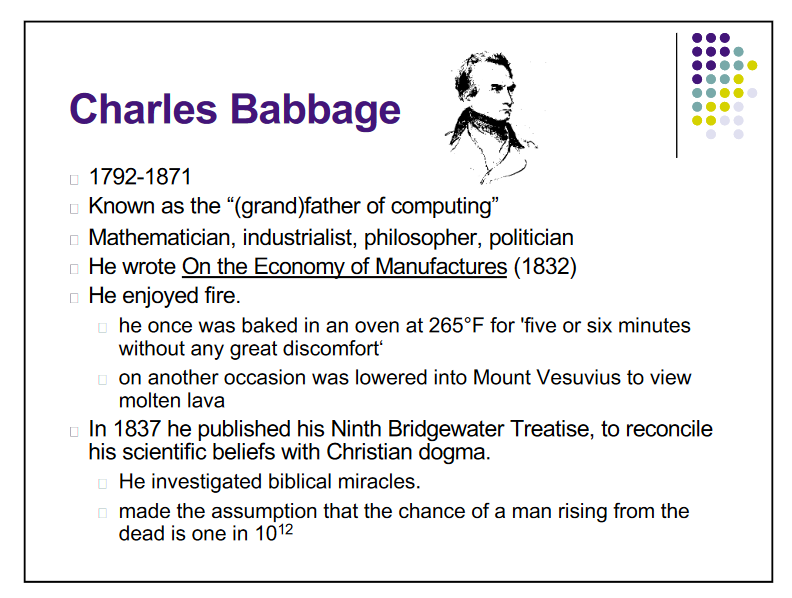 Charles Babbage
1792-1871
Known as the “(grand)father of computing”
Mathematician, industrialist, philosopher, politician
He wrote On the Economy of Manufactures (1832)
He enjoyed fire.
he once was baked in an oven at 265°F for 'five or six minutes
without any great discomfort‘
on another occasion was lowered into Mount Vesuvius to view
molten lava
In 1837 he published his Ninth Bridgewater Treatise, to reconcile
his scientific beliefs with Christian dogma.
He investigated biblical miracles.
made the assumption that the chance of a man rising from the
dead is one in 10¹²